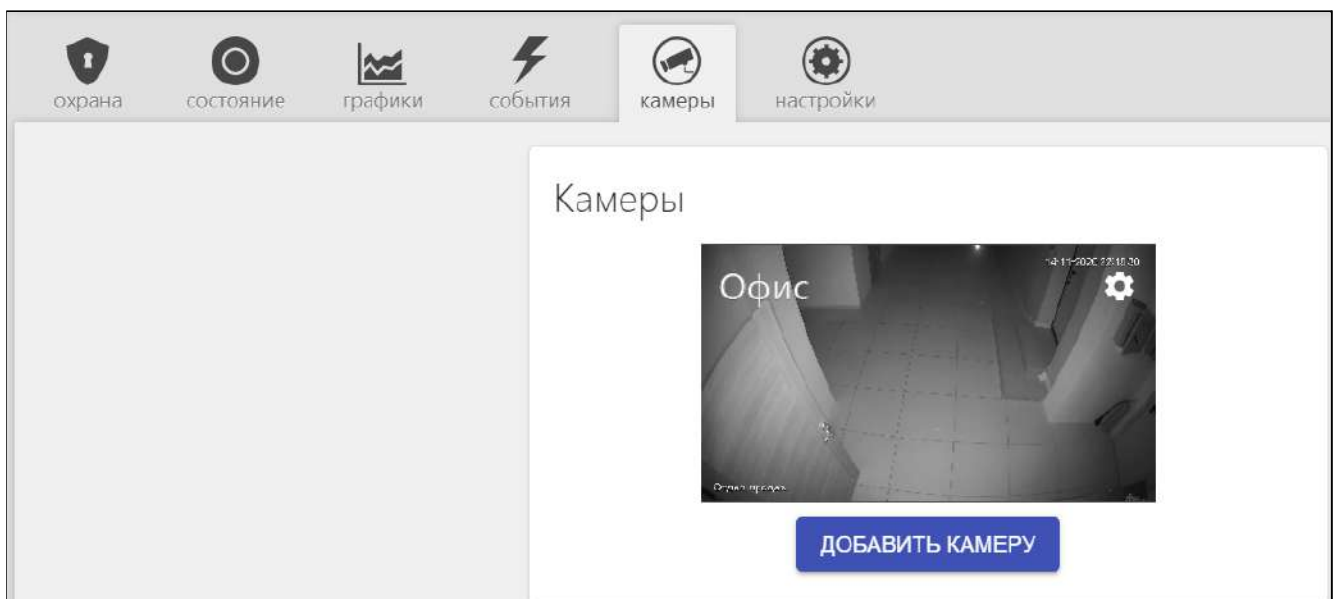 охрана состояние графики события камеры настройки
Камеры
Офис
ДОБАВИТЬ КАМЕРУ